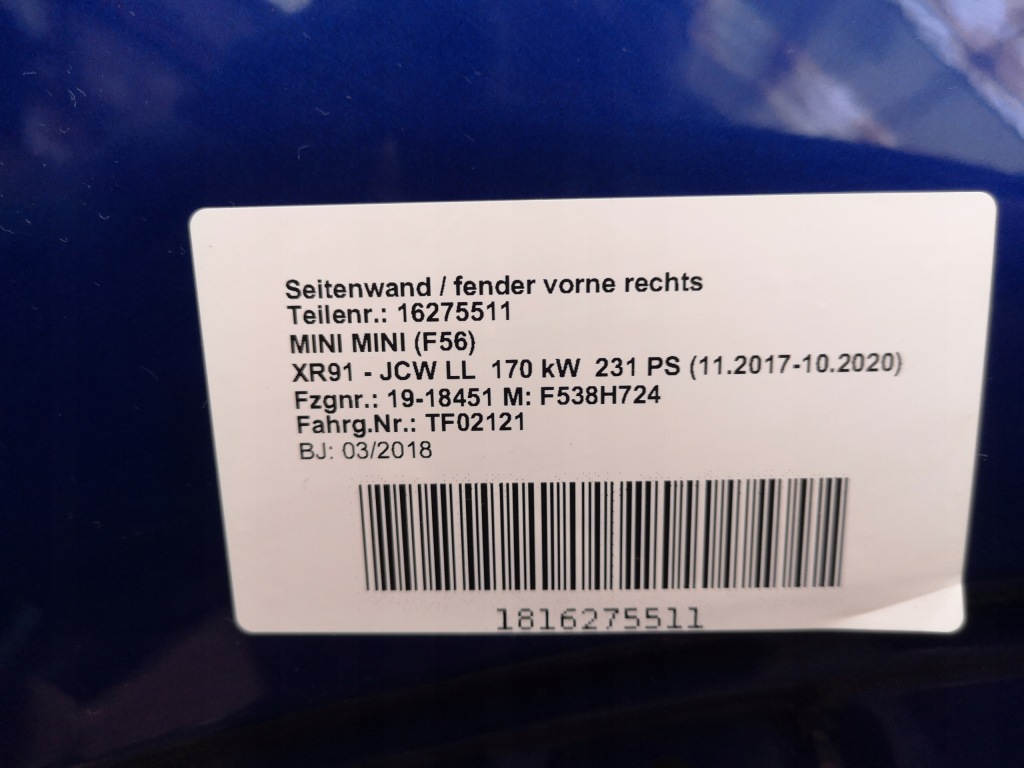 Seitenwand / fender vorne rechts
Teilenr.: 16275511
MINI MINI (F56)
XR91 - JCW LL 170 kW 231 PS (11.2017-10.2020)
Fzgnr.: 19-18451 M: F538H724
Fahrg.Nr.: TF02121
BJ: 03/2018
1816275511